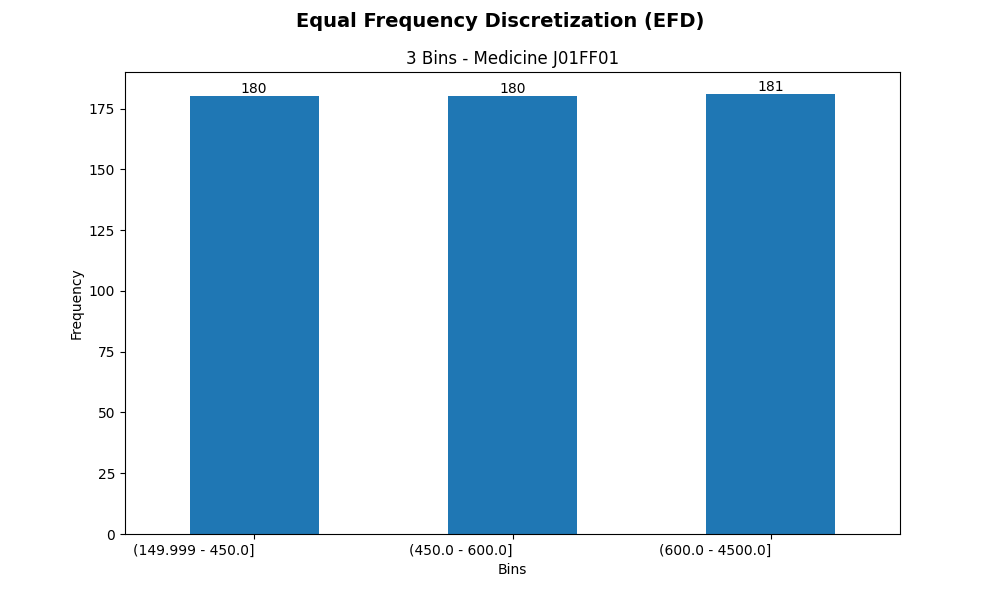 Equal Frequency Discretization (EFD)
3 Bins - Medicine J01FF01
180
180
181
175
150
125
100
75
50
25
0
Frequency
(149.999 - 450.0]
(450.0 - 600.0]
(600.0 - 4500.0]
Bins